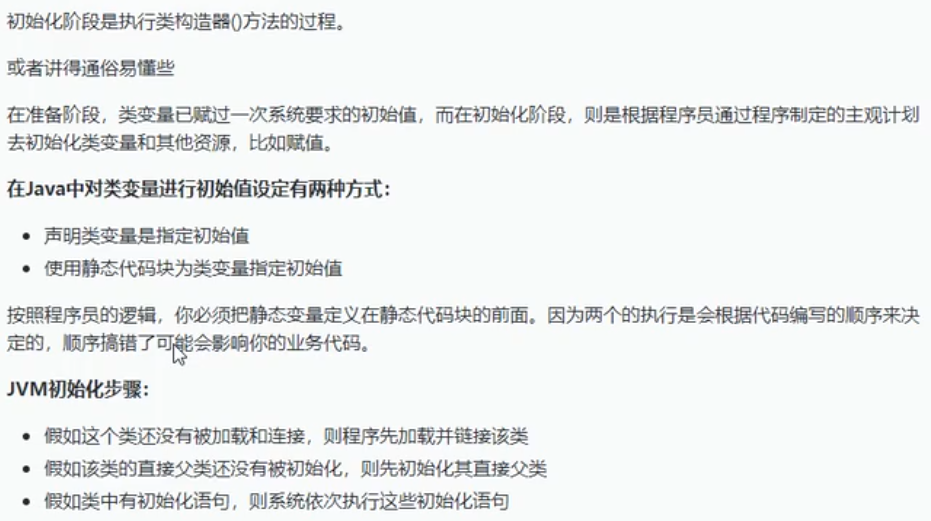 初始化阶段是执行类构造器()方法的过程。
或者讲得通俗易懂些
在准备阶段，类变量已赋过一次系统要求的初始值，而在初始化阶段，则是根据程序员通过程序制定的主观计划
去初始化类变量和其他资源，比如赋值。
在Java中对类变量进行初始值设定有两种方式：
• 声明类变量是指定初始值
• 使用静态代码块为类变量指定初始值
按照程序员的逻辑，你必须把静态变量定义在静态代码块的前面。因为两个的执行是会根据代码编写的顺序来决
定的，顺序搞错了可能会影响你的业务代码。
JVM初始化步骤：
• 假如这个类还没有被加载和连接，则程序先加载并链接该类
• 假如该类的直接父类还没有被初始化，则先初始化其直接父类
• 假如类中有初始化语句，则系统依次执行这些初始化语句